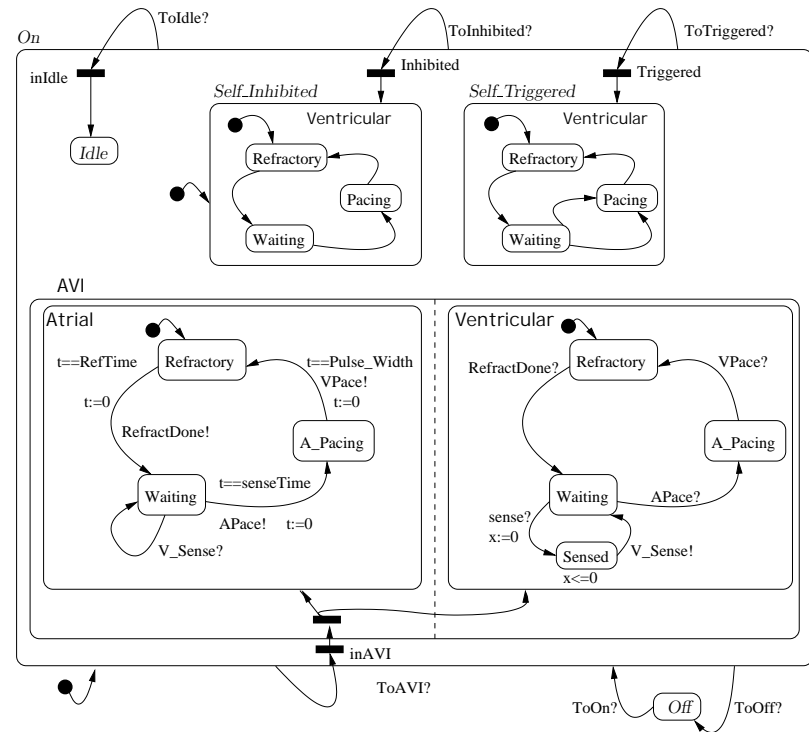 On
ToIdle?
ToInhibited?
ToTriggered?
inIdle
Inhibited
Triggered
Self_Inhibited
Self_Triggered
Idle
Ventricular
Refractory
Pacing
Waiting
Ventricular
Refractory
Pacing
Waiting
AVI
Atrial
t==RefTime
Refractory
t==Pulse_Width
VPace!
t:=0
t:=0
RefractDone!
A_Pacing
Waiting
t==senseTime
APace! t:=0
V_Sense?
Ventricular
RefractDone?
Refractory
VPace?
A_Pacing
Waiting
APace?
sense?
x:=0
Sensed
V_Sense!
x<=0
inAVI
ToAVI?
ToOn?
Off
ToOff?